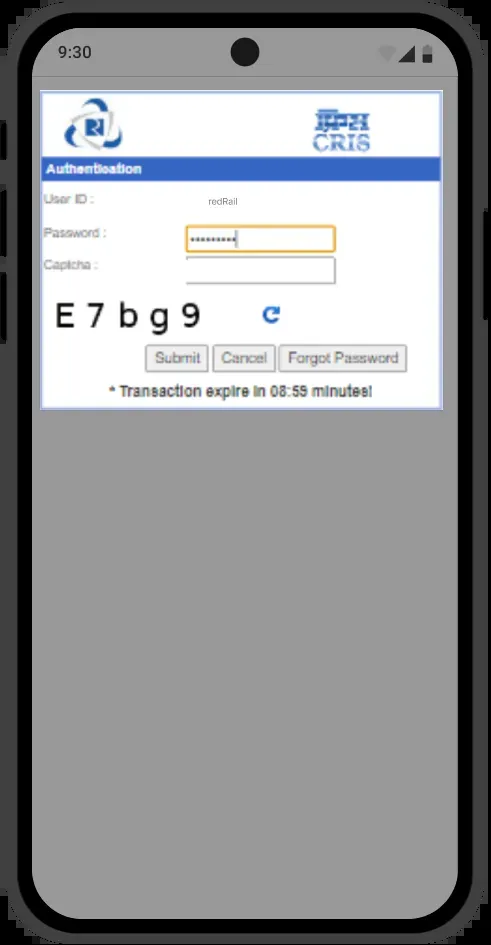 9:30
CRIS
Authentication
User ID :
redRail
Password :
•••••••••
Captcha :
E 7 b g 9
Submit Cancel Forgot Password
* Transaction expire in 08:59 minutes!